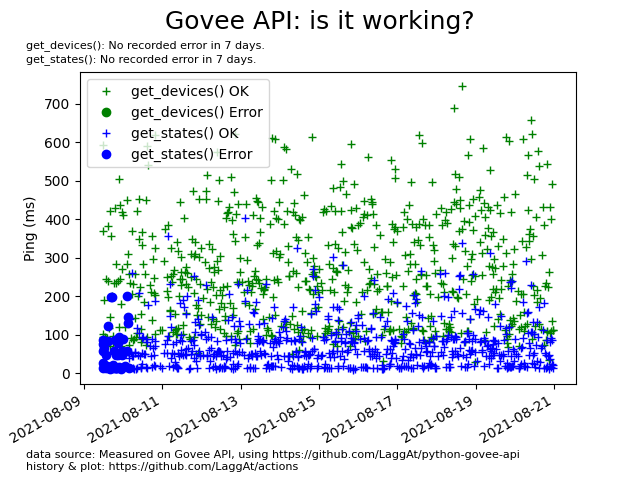 Govee API: is it working?
get_devices(): No recorded error in 7 days.
get_states(): No recorded error in 7 days.
get_devices() OK
get_devices() Error
get_states() OK
get_states() Error
Ping (ms)
700
600
500
400
300
200
100
0
2021-08-09
2021-08-11
2021-08-13
2021-08-15
2021-08-17
2021-08-19
2021-08-21
data source: Measured on Govee API, using https://github.com/LaggAt/python-govee-api
history & plot: https://github.com/LaggAt/actions